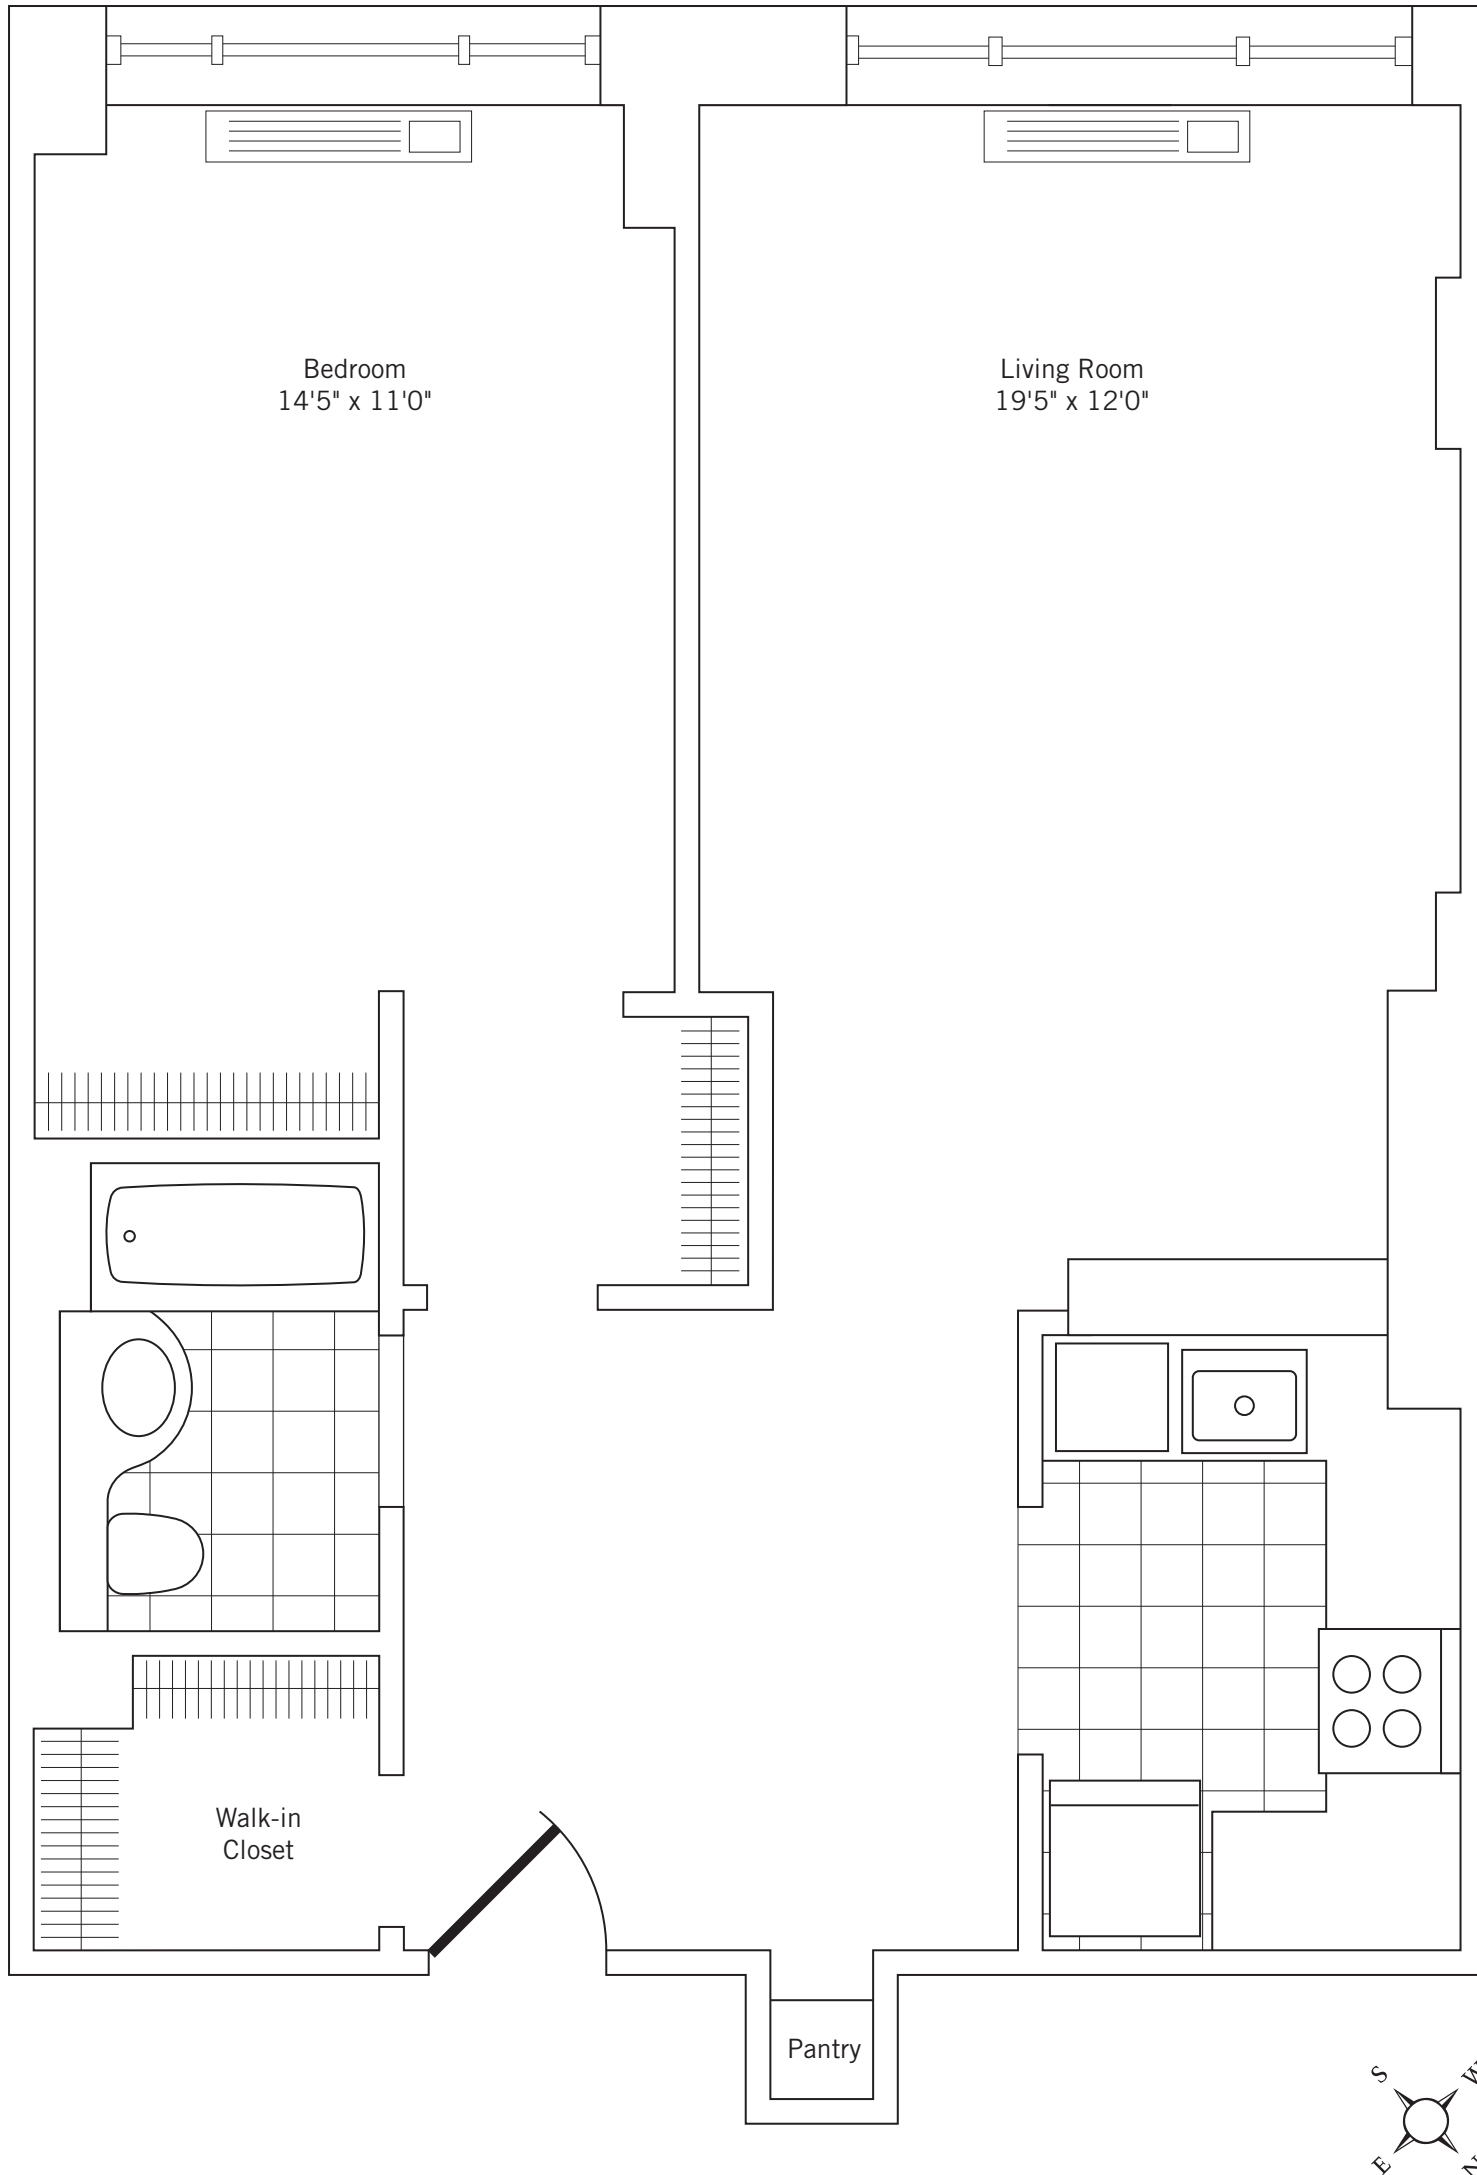 Bedroom
14'5" x 11'0"
Living Room
19'5" x 12'0"
Walk-in
Closet
Pantry
S
W
E
N